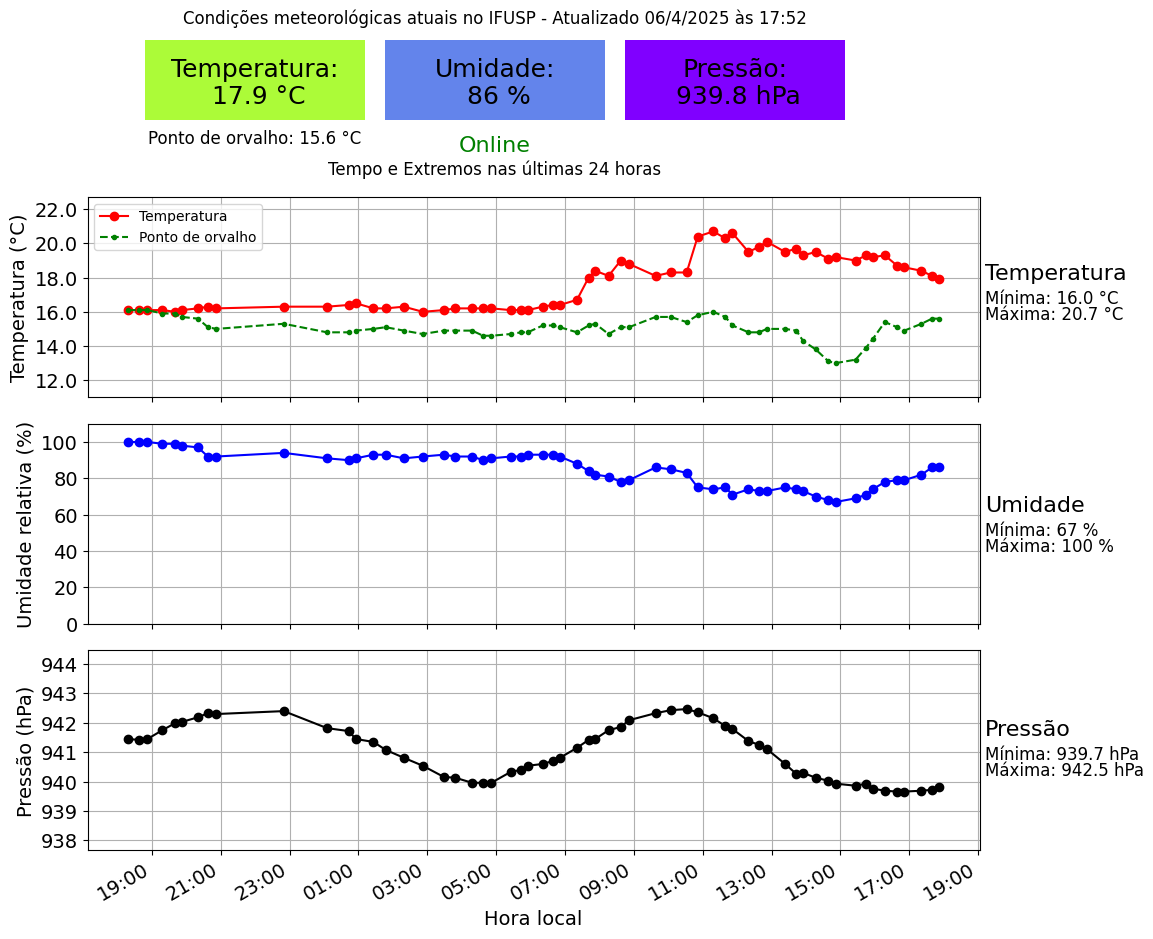 Condições meteorológicas atuais no IFUSP - Atualizado 06/4/2025 às 17:52
Temperatura:
17.9 °C
Umidade:
86 %
Pressão:
939.8 hPa
Ponto de orvalho: 15.6 °C
Online
Tempo e Extremos nas últimas 24 horas
Temperatura (°C)
22.0
20.0
18.0
16.0
14.0
12.0
Temperatura
Ponto de orvalho
Temperatura
Mínima: 16.0 °C
Máxima: 20.7 °C
Umidade relativa (%)
100
80
60
40
20
0
Umidade
Mínima: 67 %
Máxima: 100 %
Pressão (hPa)
944
943
942
941
940
939
938
Pressão
Mínima: 939.7 hPa
Máxima: 942.5 hPa
19:00 21:00 23:00 01:00 03:00 05:00 07:00 09:00 11:00 13:00 15:00 17:00 19:00
Hora local